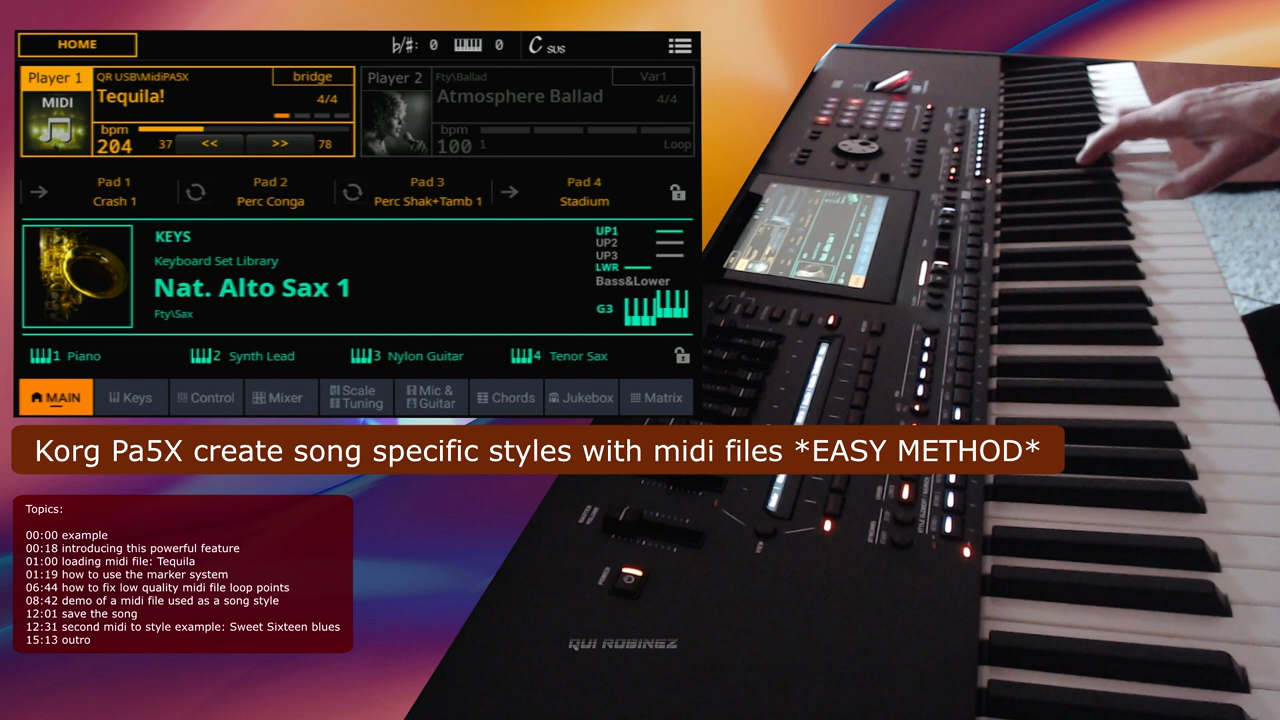 HOME
b/#: 0 0 C sus
Player 1
QR USB\MidiPA5X
bridge
MIDI
Tequila!
4/4
bpm
204
37
<<
>>
78
Player 2
Fty\Ballad
Var1
Atmosphere Ballad
4/4
bpm
100
1
Loop
Pad 1
Crash 1
Pad 2
Perc Conga
Pad 3
Perc Shak+Tamb 1
Pad 4
Stadium
KEYS
Keyboard Set Library
Nat. Alto Sax 1
Fty\Sax
UP1
UP2
UP3
LWR
Bass&Lower
G3
1 Piano
2 Synth Lead
3 Nylon Guitar
4 Tenor Sax
MAIN
Keys
Control
Mixer
Scale
Tuning
Mic &
Guitar
Chords
Jukebox
Matrix
Korg Pa5X create song specific styles with midi files *EASY METHOD*
Topics:
00:00 example
00:18 introducing this powerful feature
01:00 loading midi file: Tequila
01:19 how to use the marker system
06:44 how to fix low quality midi file loop points
08:42 demo of a midi file used as a song style
12:01 save the song
12:31 second midi to style example: Sweet Sixteen blues
15:13 outro
QUI ROBINEZ